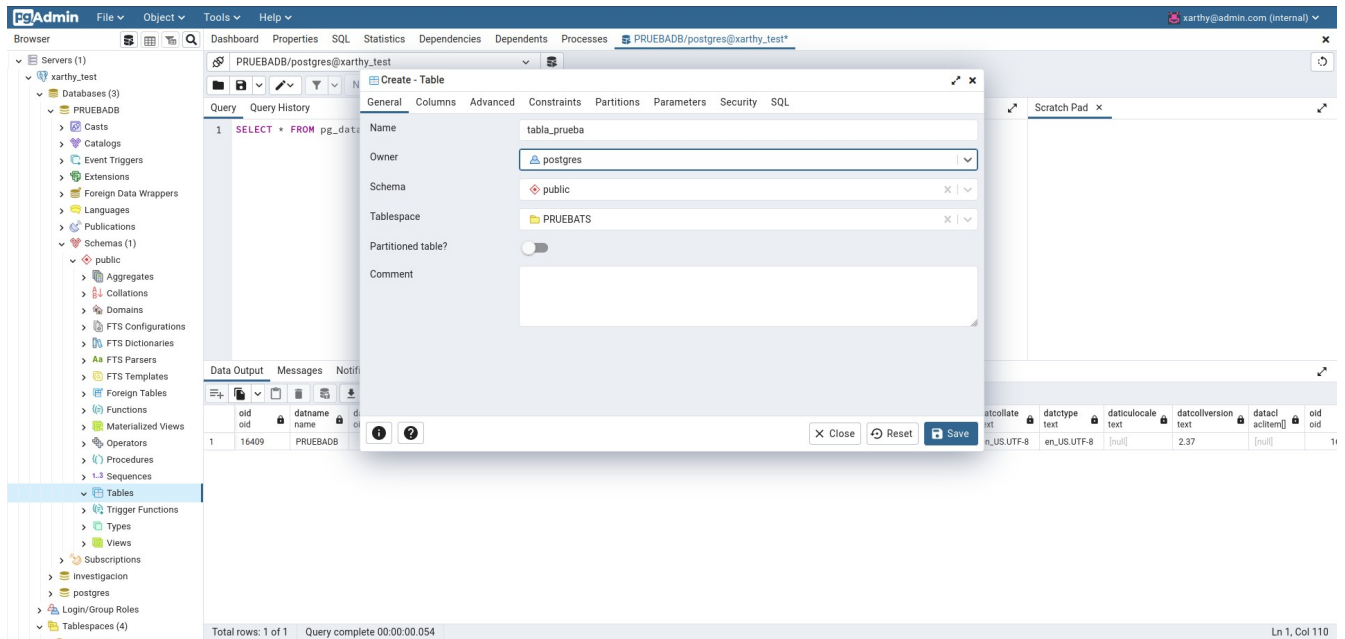 pgAdmin File Object Tools Help xarthy@admin.com (internal)
Browser Dashboard Properties SQL Statistics Dependencies Dependents Processes PRUEBADB/postgres@xarthy_test*
Servers (1)
xarthy_test
Databases (3)
PRUEBADB
Casts
Catalogs
Event Triggers
Extensions
Foreign Data Wrappers
Languages
Publications
Schemas (1)
public
Aggregates
Collations
Domains
FTS Configurations
FTS Dictionaries
FTS Parsers
FTS Templates
Foreign Tables
Functions
Materialized Views
Operators
Procedures
1..3 Sequences
Tables
Trigger Functions
Types
Views
Subscriptions
investigacion
postgres
Login/Group Roles
Tablespaces (4)
PRUEBADB/postgres@xarthy_test
Query Query History
Scratch Pad
1 SELECT * FROM pg_data
Create - Table
General Columns Advanced Constraints Partitions Parameters Security SQL
Name tabla_prueba
Owner postgres
Schema public
Tablespace PRUEBATS
Partitioned table?
Comment
Close Reset Save
Data Output Messages Notifi
oid datname datctype daticulocale datcollversion datacl oid
oid name text text text aclitem[] oid
1 16409 PRUEBADB en_US.UTF-8 [null] 2.37 [null]
Total rows: 1 of 1 Query complete 00:00:00.054 Ln 1, Col 110